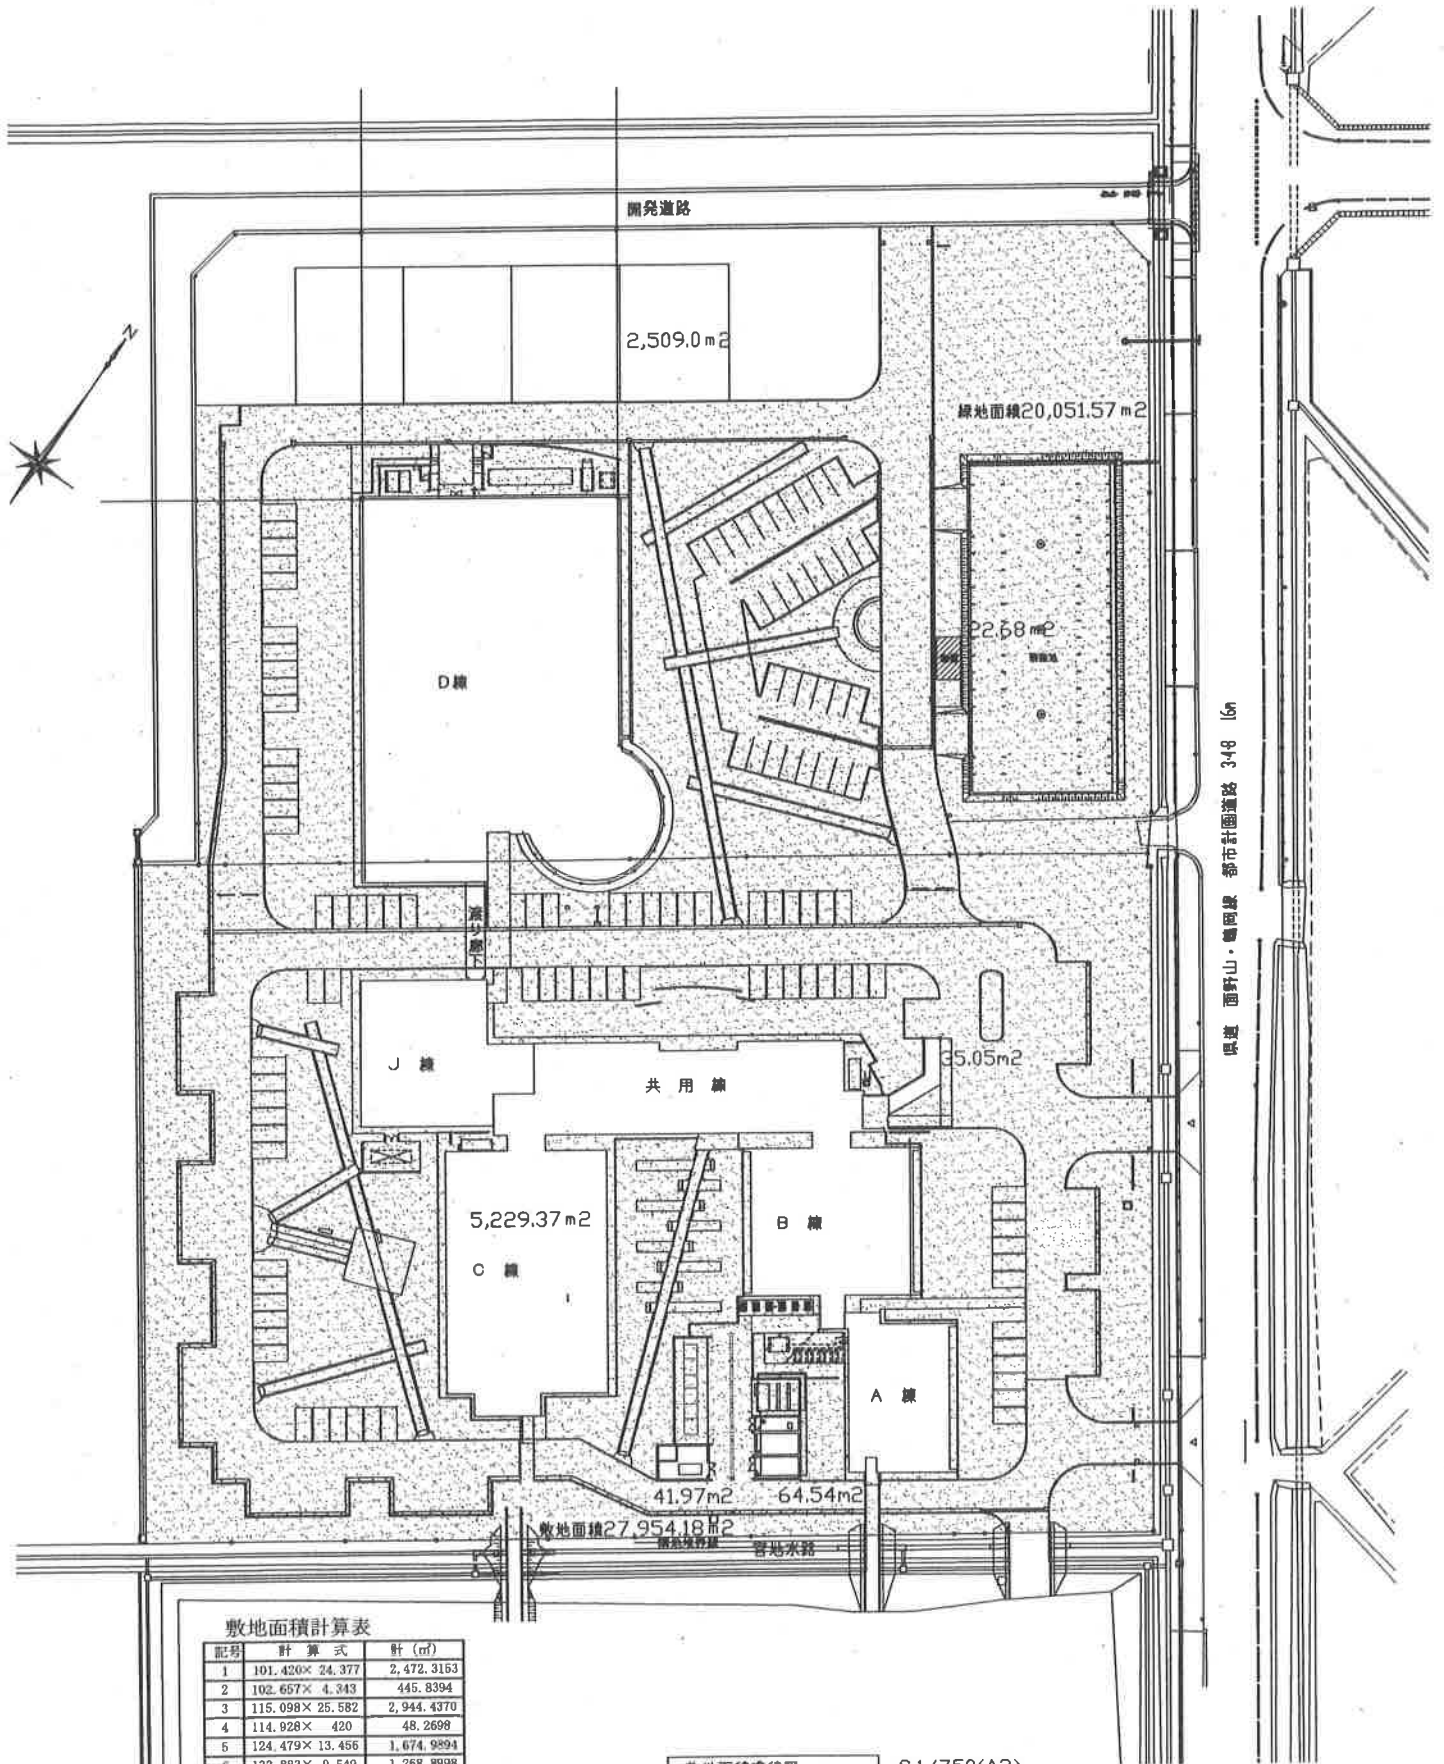 開発道路
N
2,509.0m2
緑地面積20,051.57m2
22.68m2
D棟
渡り廊下
県道 面野山・鶴岡線 都市計画道路 3·4·8 16m
J 棟
共 用 棟
35.05m2
5,229.37m2
B 棟
C 棟
A 棟
41.97m2
64.54m2
敷地面積27,954.18m2
官地水路
敷地面積計算表
記号 計 算 式 計 (㎡)
1 101.420× 24.377 2,472.3153
2 102.657× 4.343 445.8394
3 115.098× 25.582 2,944.4370
4 114.928× 420 48.2698
5 124.479× 13.456 1,674.9894